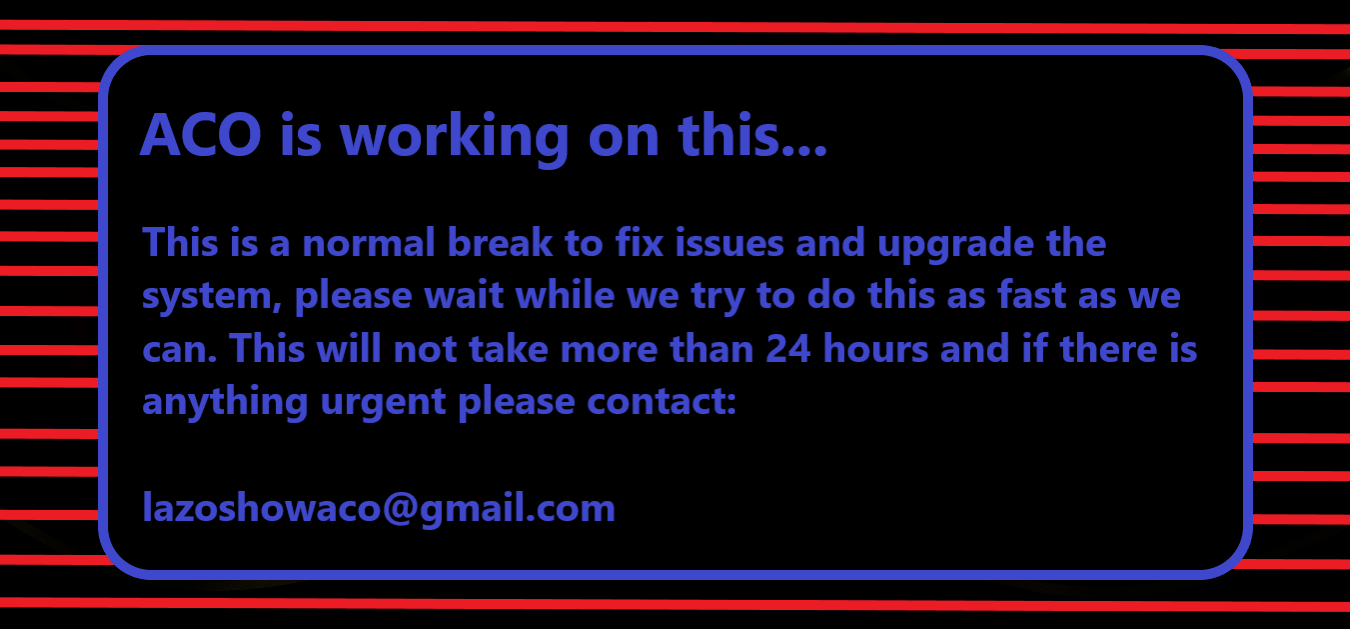 ACO is working on this...
This is a normal break to fix issues and upgrade the
system, please wait while we try to do this as fast as we
can. This will not take more than 24 hours and if there is
anything urgent please contact:
lazoshowaco@gmail.com